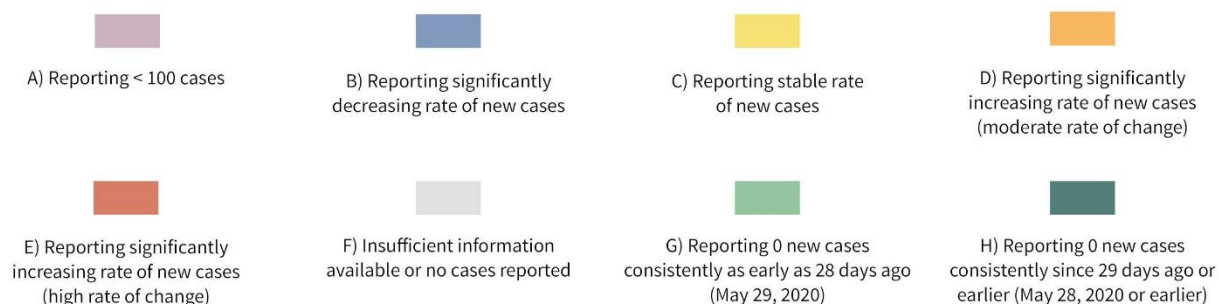 A) Reporting < 100 cases
B) Reporting significantly
decreasing rate of new cases
C) Reporting stable rate
of new cases
D) Reporting significantly
increasing rate of new cases
(moderate rate of change)
E) Reporting significantly
increasing rate of new cases
(high rate of change)
F) Insufficient information
available or no cases reported
G) Reporting 0 new cases
consistently as early as 28 days ago
(May 29, 2020)
H) Reporting 0 new cases
consistently since 29 days ago or
earlier (May 28, 2020 or earlier)